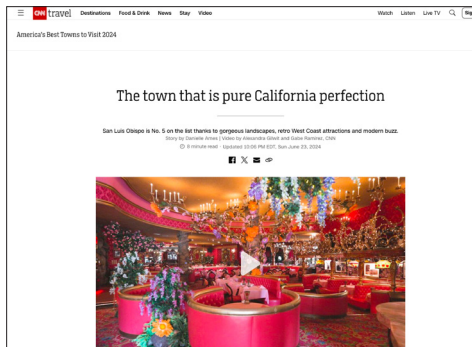 CNN travel Destinations Food & Drink News Stay Video Watch Listen Live TV
America's Best Towns to Visit 2024
The town that is pure California perfection
San Luis Obispo is No. 5 on the list thanks to gorgeous landscapes, retro West Coast attractions and modern buzz.
Story by Danielle Ames | Video by Alexandra Gilwit and Gabe Ramirez, CNN
8 minute read · Updated 10:06 PM EDT, Sun June 23, 2024